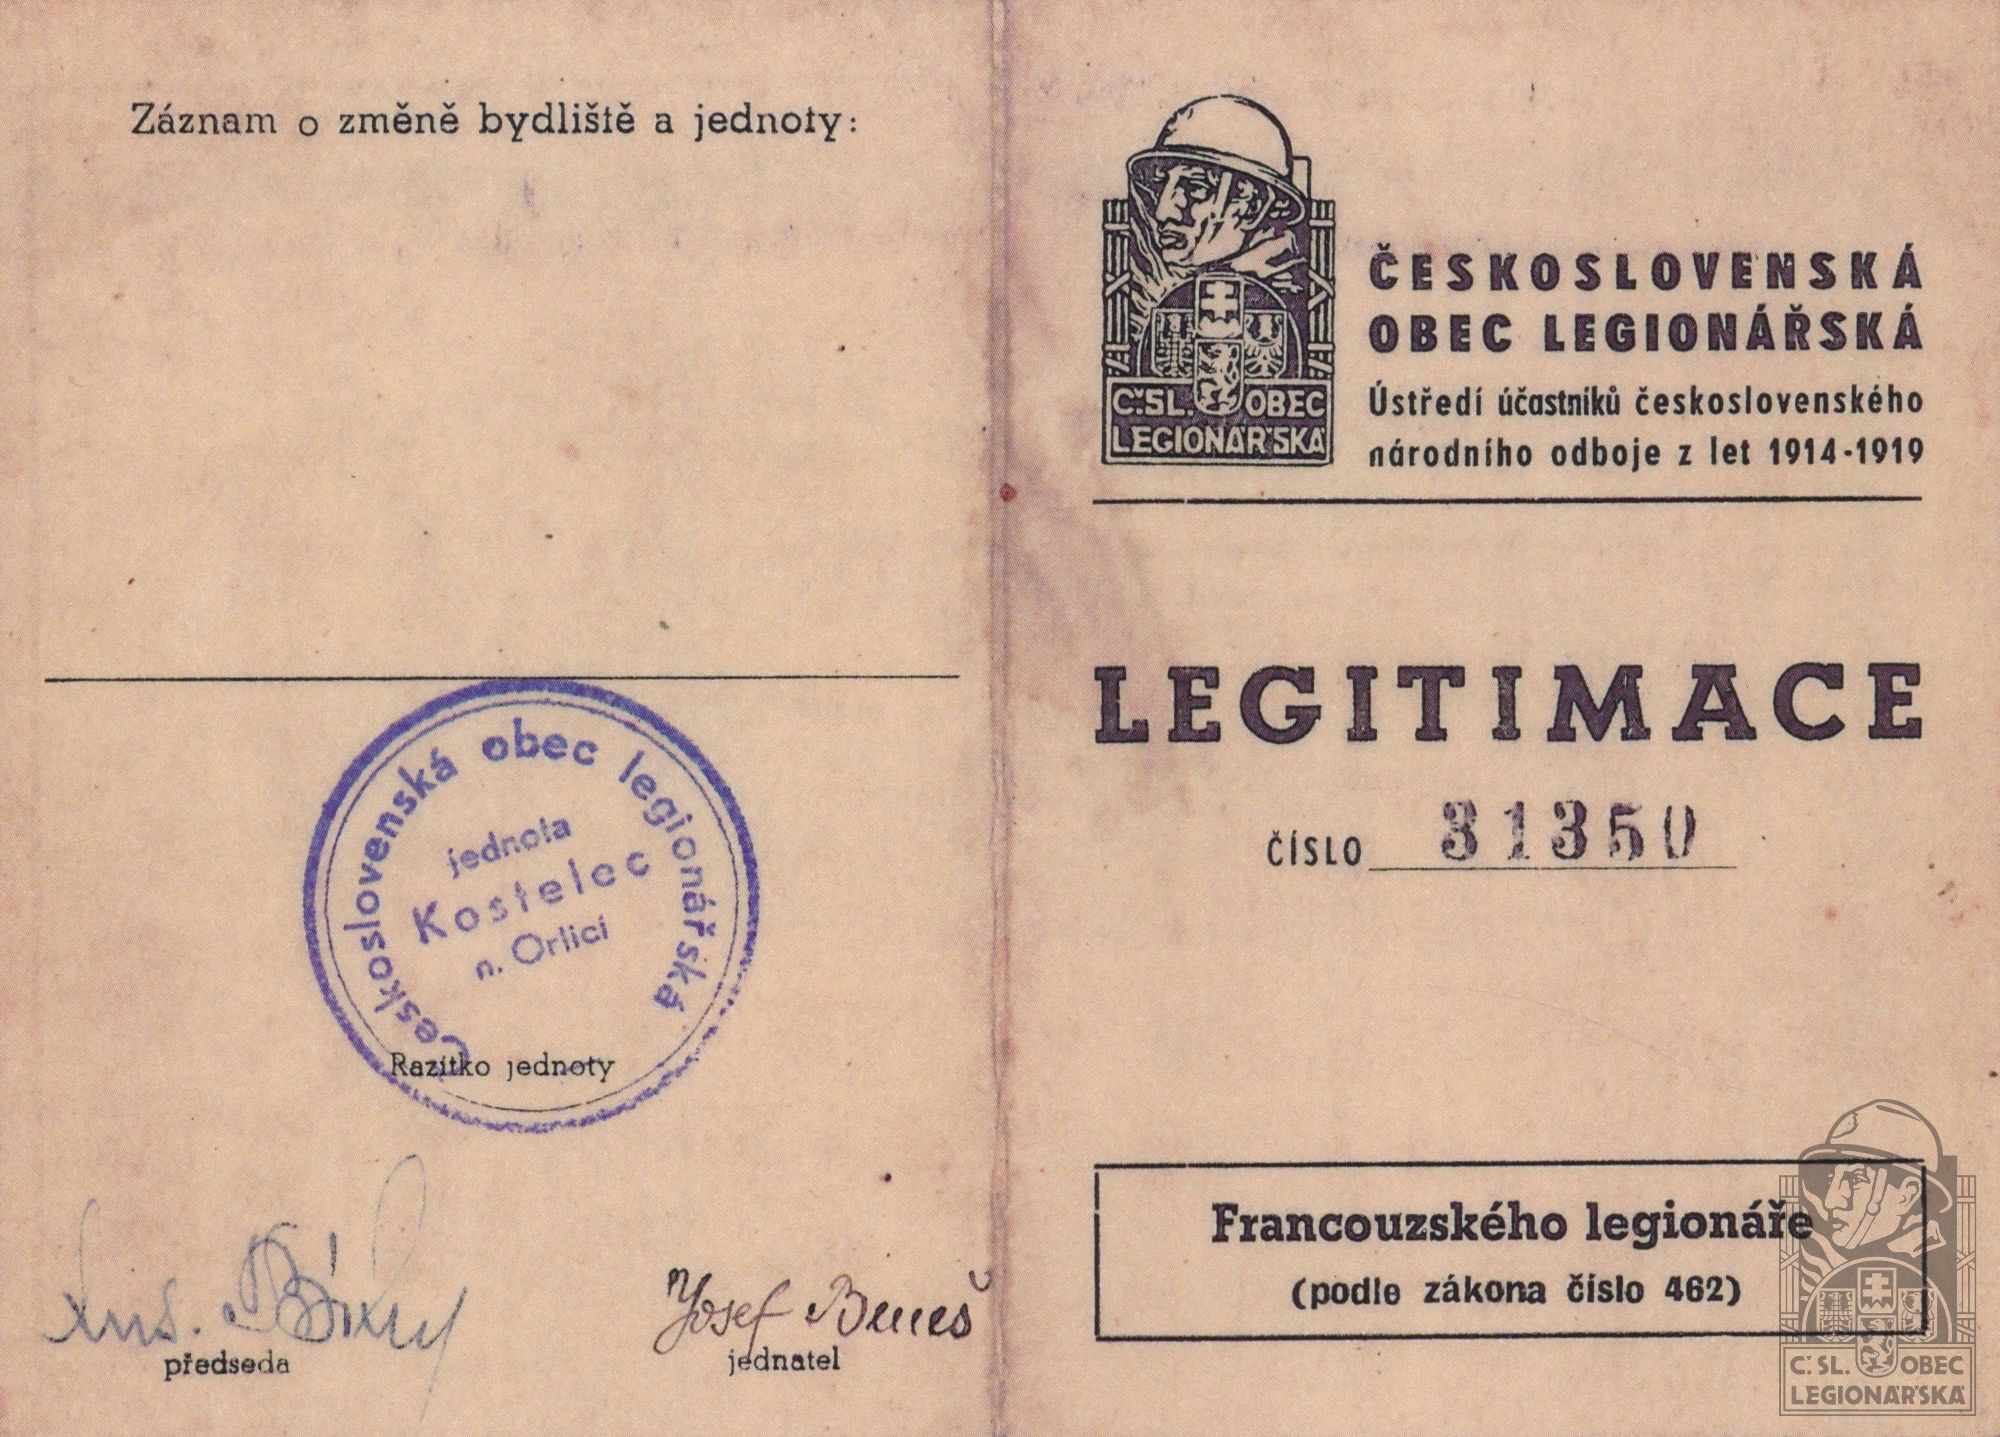 Záznam o změně bydliště a jednoty:
Československá obec legionářská
jednota
Kostelec
n. Orlicí
Razítko jednoty
předseda
Josef Beneš
jednatel
Č.SL. OBEC
LEGIONÁŘSKÁ
ČESKOSLOVENSKÁ
OBEC LEGIONÁŘSKÁ
Ústředí účastníků československého
národního odboje z let 1914-1919
LEGITIMACE
ČÍSLO 31350
Francouzského legionáře
(podle zákona číslo 462)
Č.SL. OBEC
LEGIONÁŘSKÁ